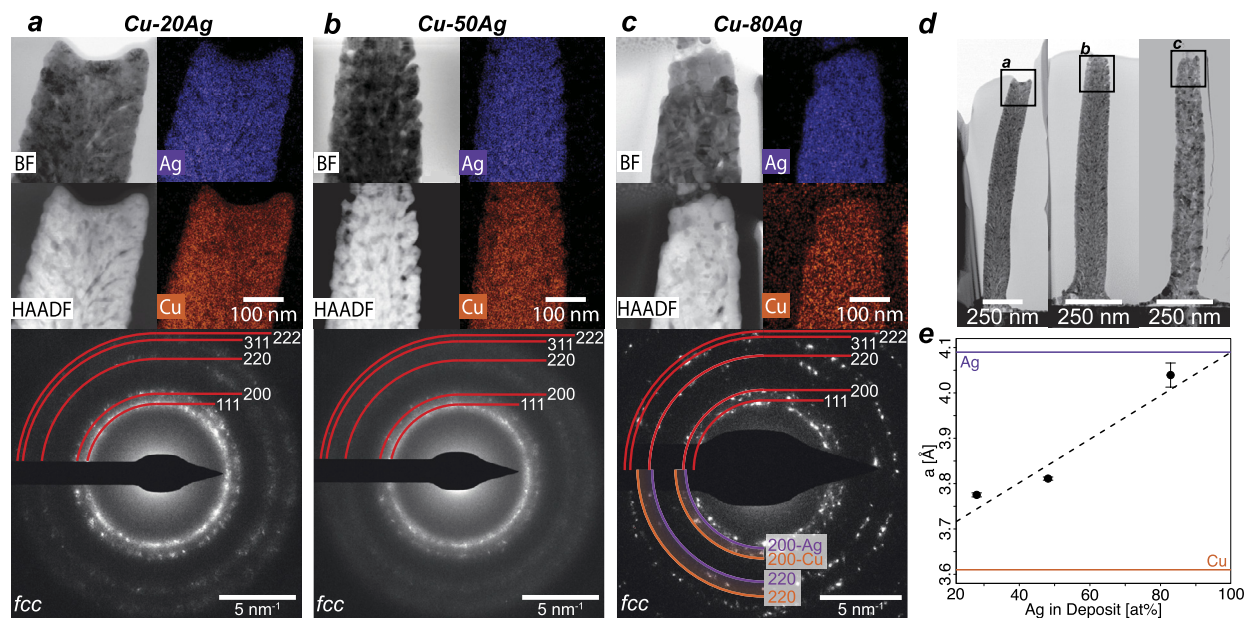 a Cu-20Ag
BF
Ag
HAADF
Cu
100 nm
222
311
220
200
111
fcc
5 nm⁻¹
b Cu-50Ag
BF
Ag
HAADF
Cu
100 nm
222
311
220
200
111
fcc
5 nm⁻¹
c Cu-80Ag
BF
Ag
HAADF
Cu
100 nm
222
311
220
200
111
200-Ag
200-Cu
220
220
fcc
5 nm⁻¹
d
a
b
c
250 nm
250 nm
250 nm
e
4.1
4.0
3.9
3.8
3.7
3.6
a [Å]
Ag
Cu
20 40 60 80 100
Ag in Deposit [at%]